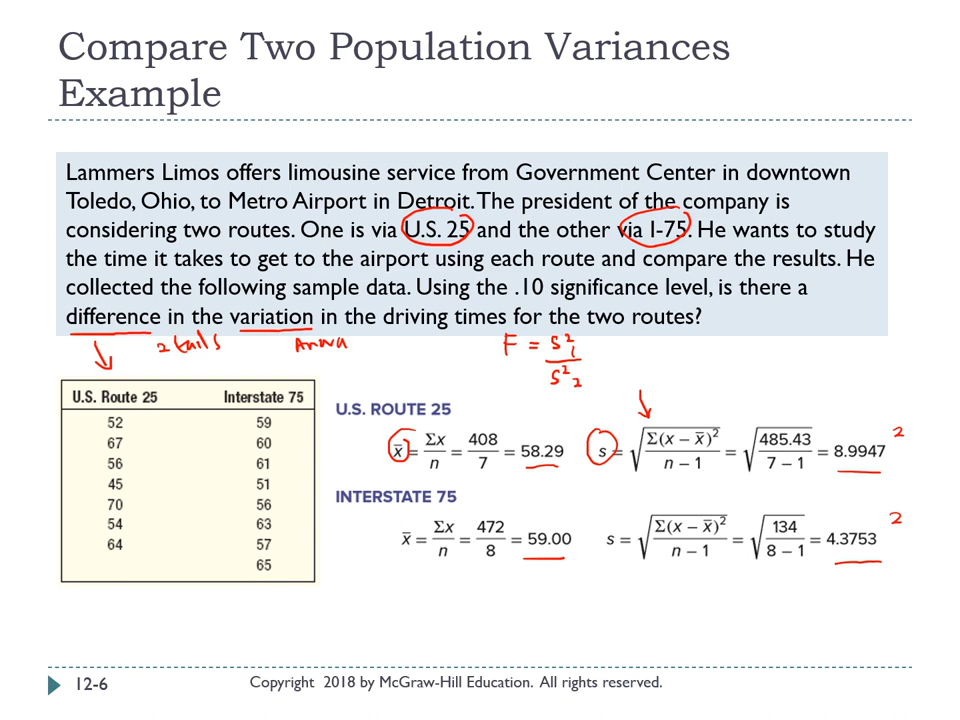 Compare Two Population Variances
Example
Lammers Limos offers limousine service from Government Center in downtown
Toledo, Ohio, to Metro Airport in Detroit. The president of the company is
considering two routes. One is via U.S. 25 and the other via I-75. He wants to study
the time it takes to get to the airport using each route and compare the results. He
collected the following sample data. Using the .10 significance level, is there a
difference in the variation in the driving times for the two routes?
2 tails
F = s²₁ / s²₂
U.S. Route 25 Interstate 75
52 59
67 60
56 61
45 51
70 56
54 63
64 57
65
U.S. ROUTE 25
x̄ = Σx / n = 408 / 7 = 58.29 s = √(Σ(x – x̄)² / n – 1) = √(485.43 / 7 – 1) = 8.9947 2
INTERSTATE 75
x̄ = Σx / n = 472 / 8 = 59.00 s = √(Σ(x – x̄)² / n – 1) = √(134 / 8 – 1) = 4.3753 2
12-6 Copyright 2018 by McGraw-Hill Education. All rights reserved.